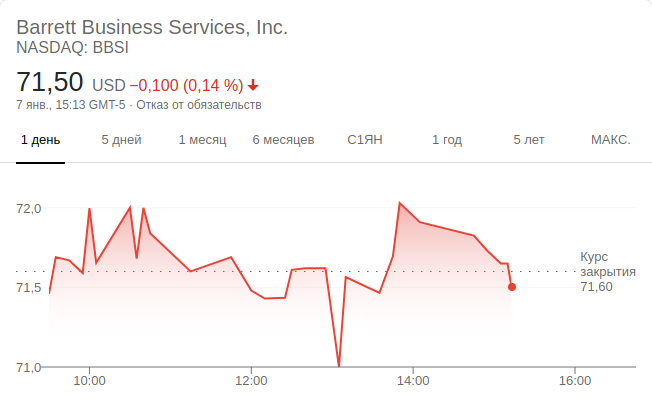 Barrett Business Services, Inc.
NASDAQ: BBSI
71,50 USD −0,100 (0,14 %)
7 янв., 15:13 GMT-5 · Отказ от обязательств
1 день 5 дней 1 месяц 6 месяцев С1ЯН 1 год 5 лет МАКС.
72,0
Курс
закрытия
71,60
71,5
71,0
10:00 12:00 14:00 16:00